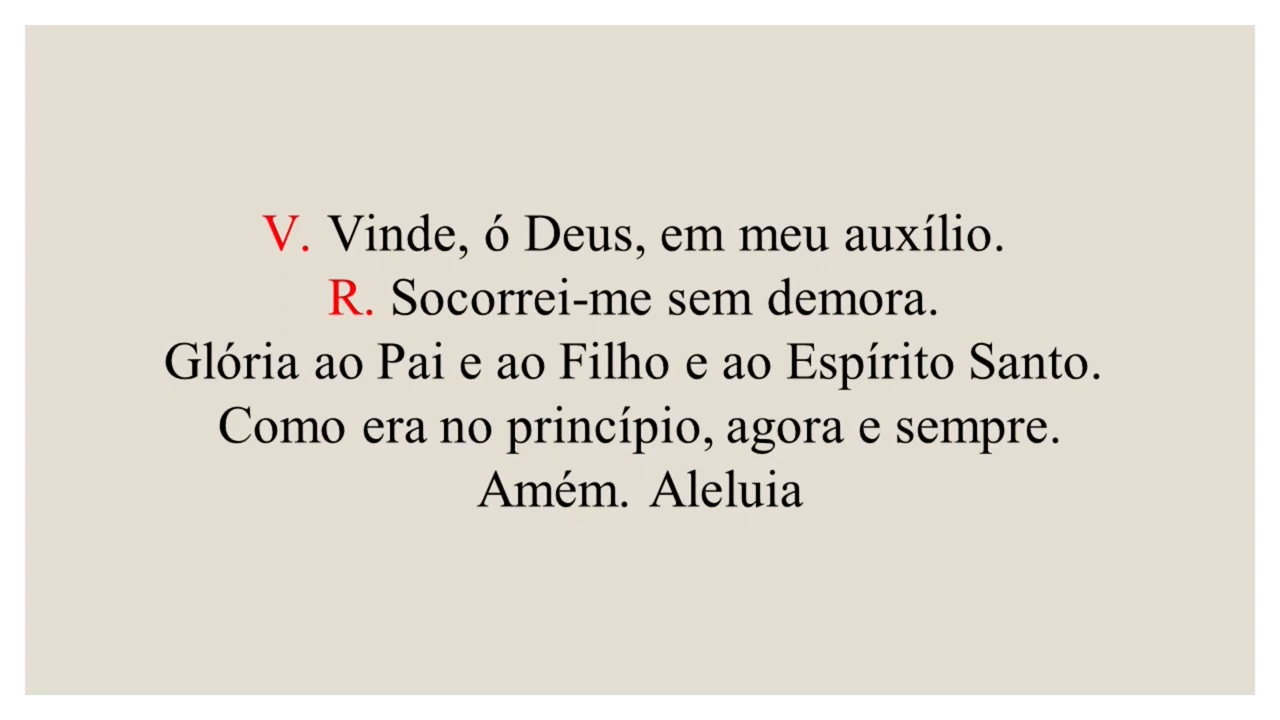 V. Vinde, ó Deus, em meu auxílio.
R. Socorrei-me sem demora.
Glória ao Pai e ao Filho e ao Espírito Santo.
Como era no princípio, agora e sempre.
Amém. Aleluia